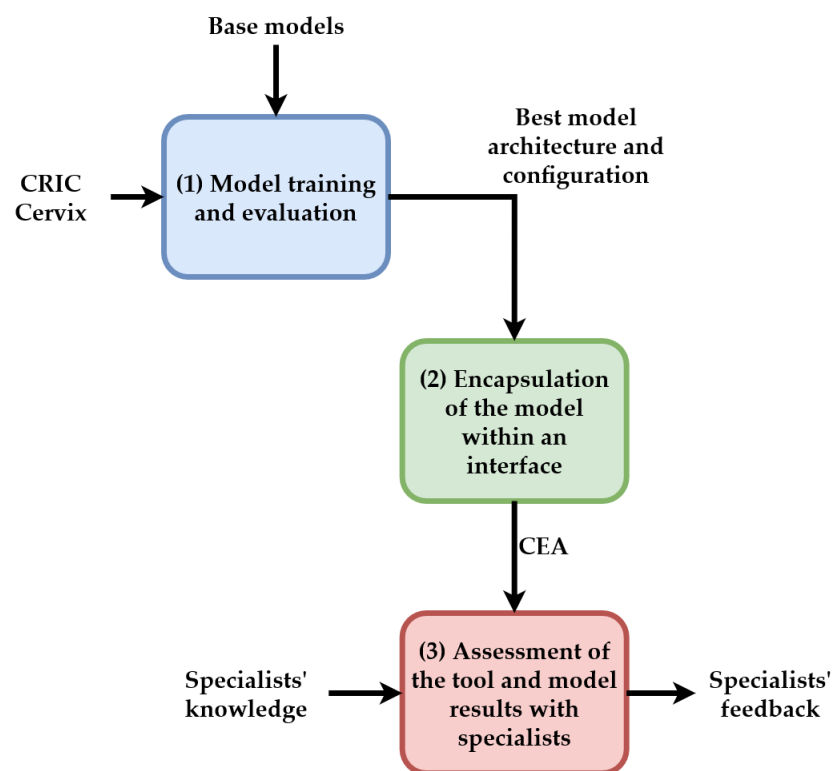 Base models
CRIC
Cervix
(1) Model training
and evaluation
Best model
architecture and
configuration
(2) Encapsulation
of the model
within an
interface
CEA
Specialists'
knowledge
(3) Assessment of
the tool and model
results with
specialists
Specialists'
feedback